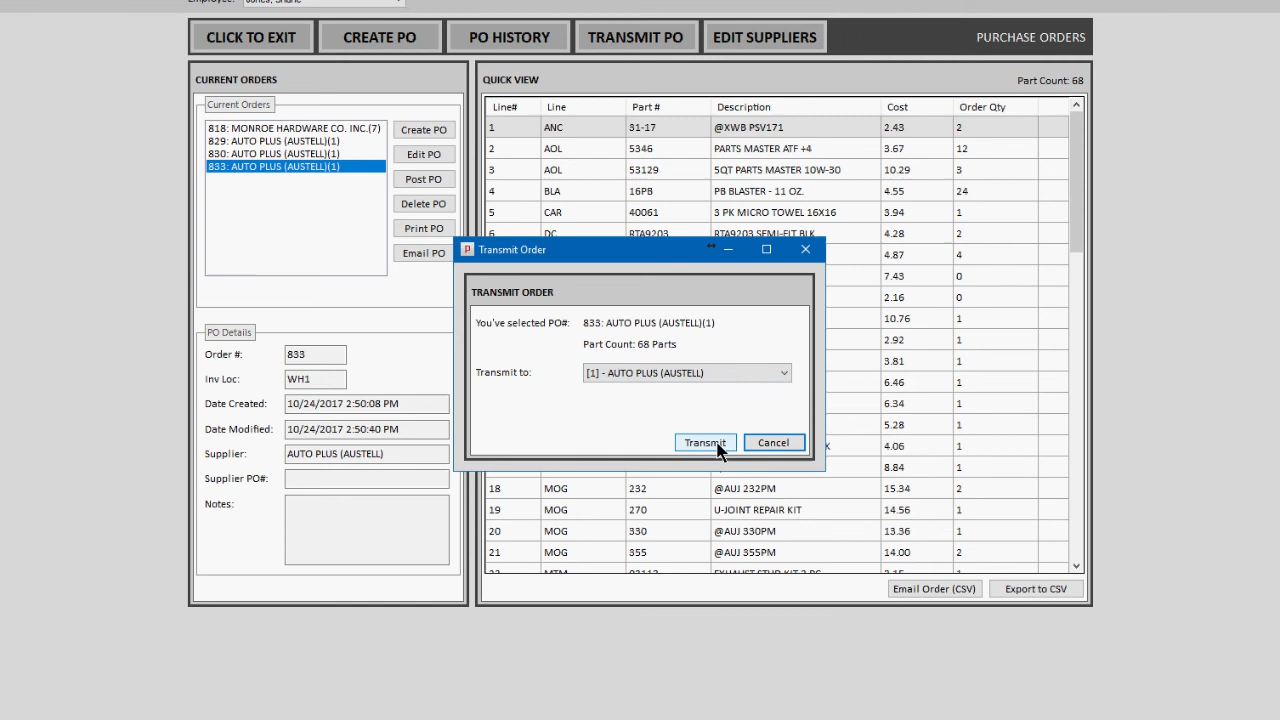 Employee: Jones, Shane
CLICK TO EXIT CREATE PO PO HISTORY TRANSMIT PO EDIT SUPPLIERS PURCHASE ORDERS
CURRENT ORDERS
Current Orders
818: MONROE HARDWARE CO. INC.(7)
829: AUTO PLUS (AUSTELL)(1)
830: AUTO PLUS (AUSTELL)(1)
833: AUTO PLUS (AUSTELL)(1)
Create PO
Edit PO
Post PO
Delete PO
Print PO
Email PO
PO Details
Order #: 833
Inv Loc: WH1
Date Created: 10/24/2017 2:50:08 PM
Date Modified: 10/24/2017 2:50:40 PM
Supplier: AUTO PLUS (AUSTELL)
Supplier PO#:
Notes:
QUICK VIEW Part Count: 68
Line# Line Part # Description Cost Order Qty
1 ANC 31-17 @XWB PSV171 2.43 2
2 AOL 5346 PARTS MASTER ATF +4 3.67 12
3 AOL 53129 5QT PARTS MASTER 10W-30 10.29 3
4 BLA 16PB PB BLASTER - 11 OZ. 4.55 24
5 CAR 40061 3 PK MICRO TOWEL 16X16 3.94 1
6 DC RTA9203 RTA9203 SEMI-FIT BLK 4.28 2
4.87 4
7.43 0
2.16 0
10.76 1
2.92 1
3.81 1
6.46 1
6.34 1
5.28 1
K 4.06 1
8.84 1
18 MOG 232 @AUJ 232PM 15.34 2
19 MOG 270 U-JOINT REPAIR KIT 14.56 1
20 MOG 330 @AUJ 330PM 13.36 1
21 MOG 355 @AUJ 355PM 14.00 2
Email Order (CSV) Export to CSV
p Transmit Order
TRANSMIT ORDER
You've selected PO#: 833: AUTO PLUS (AUSTELL)(1)
Part Count: 68 Parts
Transmit to: [1] - AUTO PLUS (AUSTELL)
Transmit Cancel